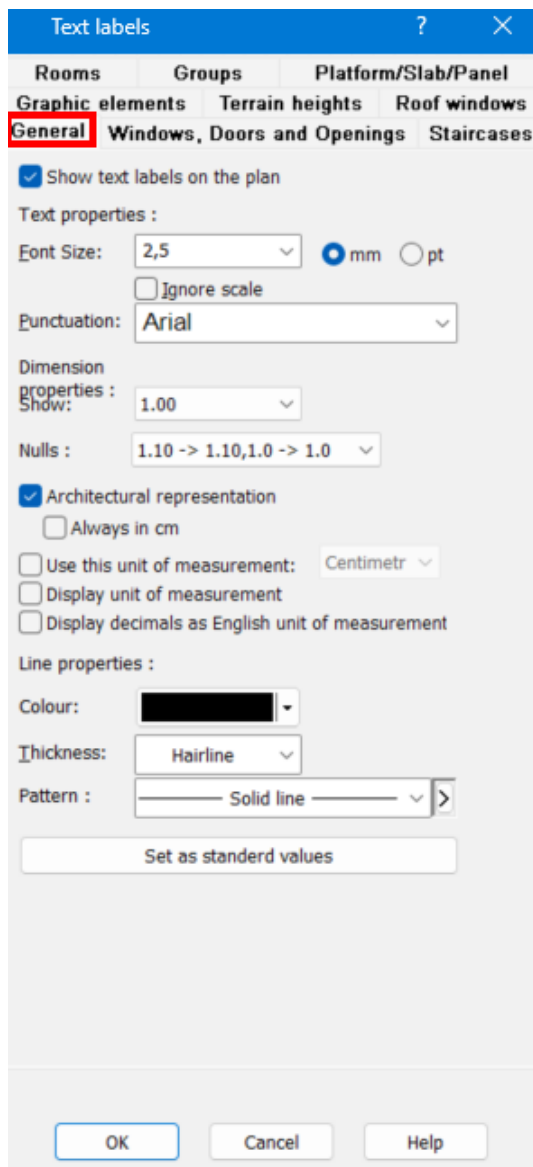 Text labels ?
Rooms Groups Platform/Slab/Panel
Graphic elements Terrain heights Roof windows
General Windows, Doors and Openings Staircases
Show text labels on the plan
Text properties :
Font Size: 2,5 mm pt
Ignore scale
Punctuation: Arial
Dimension
properties :
Show: 1.00
Nulls : 1.10 -> 1.10,1.0 -> 1.0
Architectural representation
Always in cm
Use this unit of measurement: Centimetr
Display unit of measurement
Display decimals as English unit of measurement
Line properties :
Colour:
Thickness: Hairline
Pattern : Solid line >
Set as standerd values
OK Cancel Help